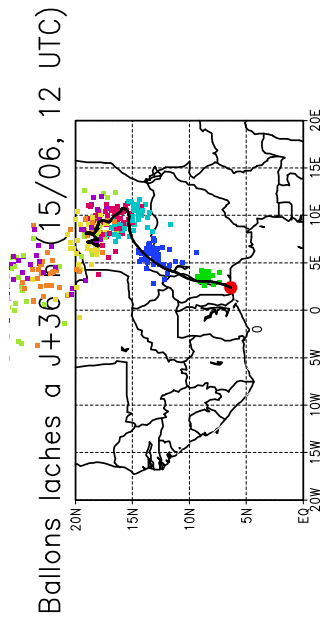 Ballons laches a J+36 h (15/06, 12 UTC)
20N
15N
10N
5N
EQ
0
20W 15W 10W 5W 0 5E 10E 15E 20E